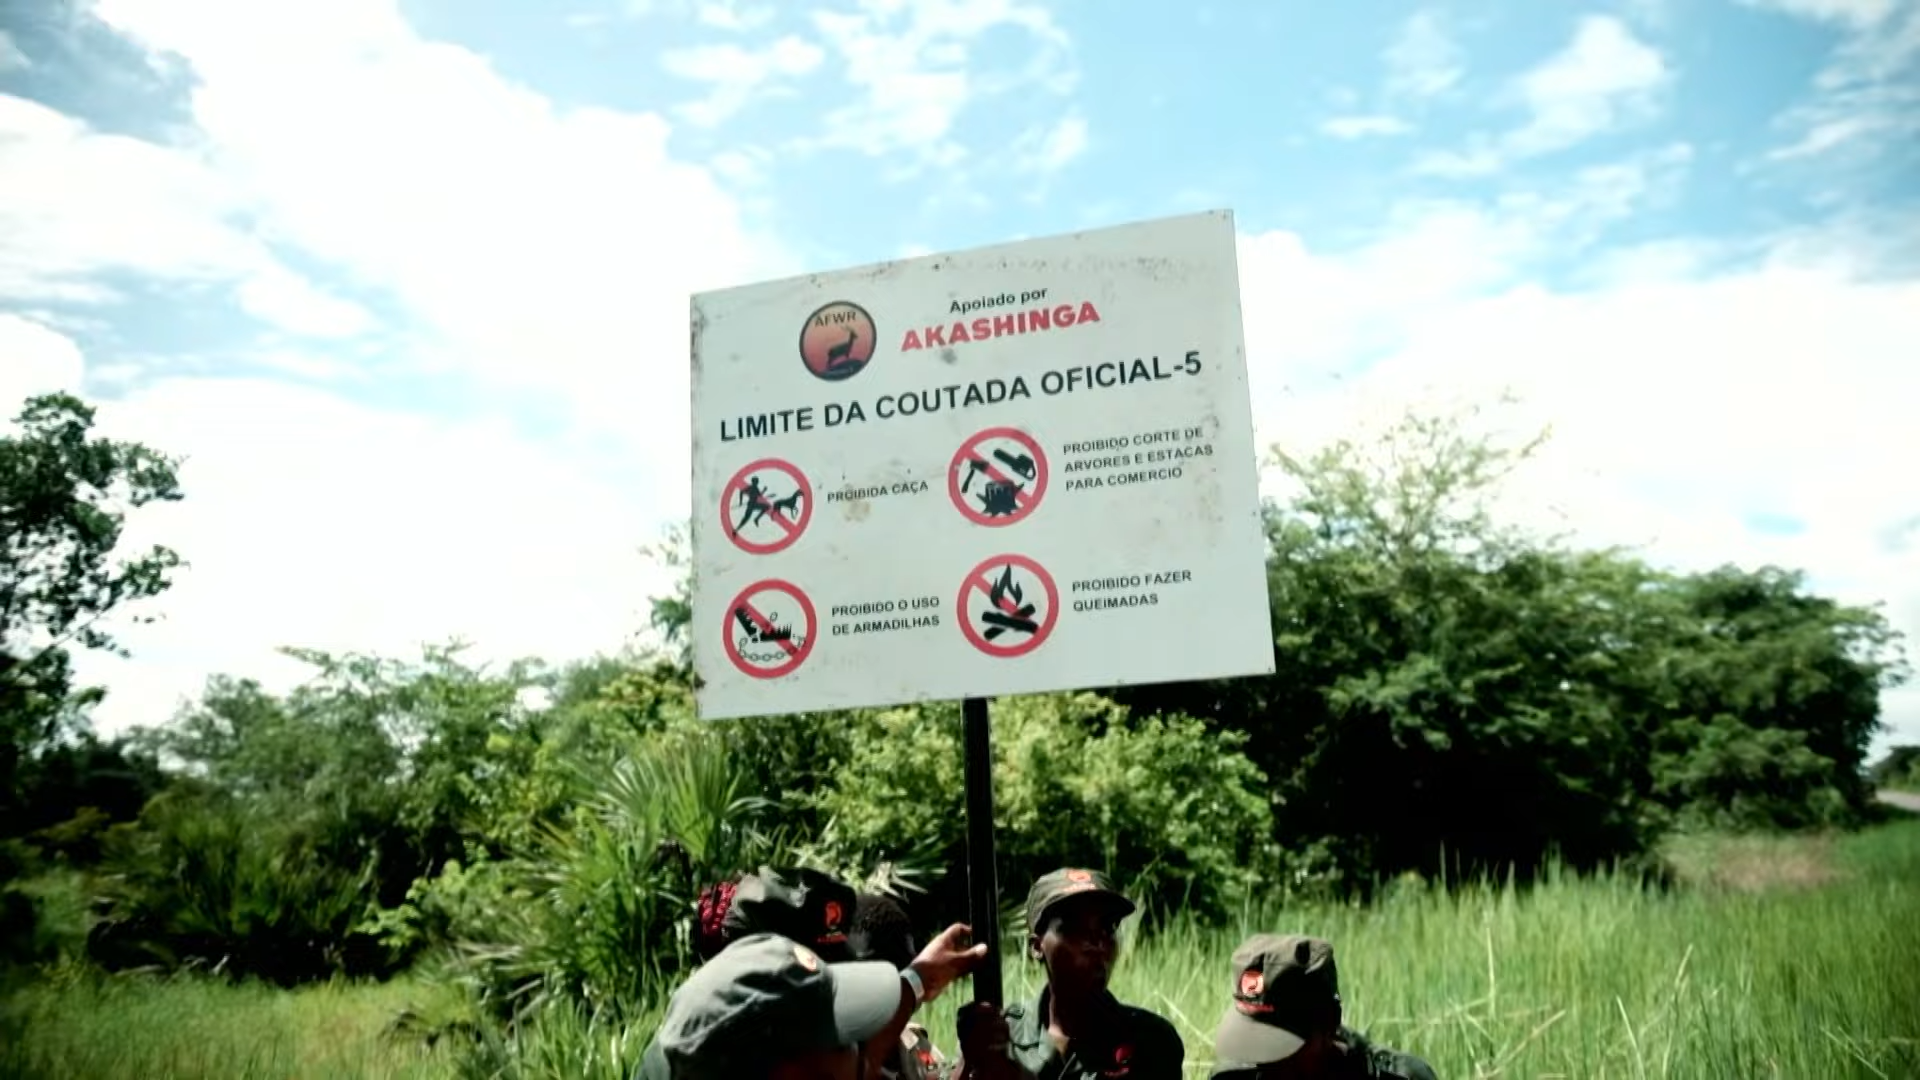 AFWR
Apoiado por
AKASHINGA
LIMITE DA COUTADA OFICIAL-5
PROIBIDA CAÇA
PROIBIDO CORTE DE
ARVORES E ESTACAS
PARA COMERCIO
PROIBIDO O USO
DE ARMADILHAS
PROIBIDO FAZER
QUEIMADAS